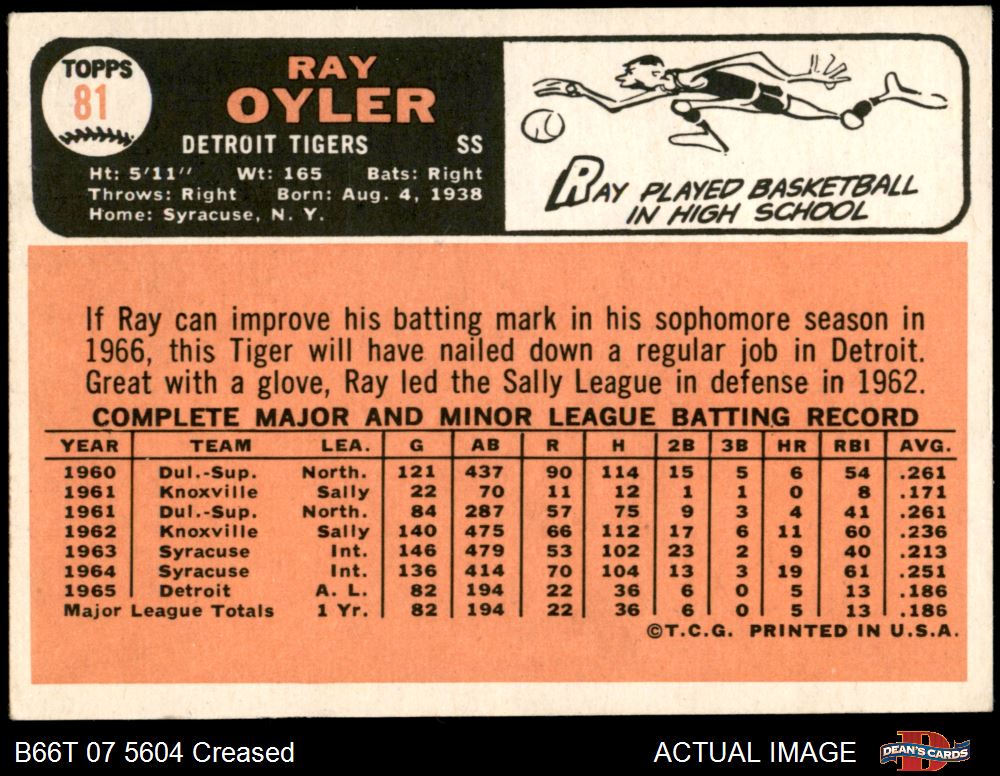 TOPPS
81
RAY
OYLER
DETROIT TIGERS SS
Ht: 5'11" Wt: 165 Bats: Right
Throws: Right Born: Aug. 4, 1938
Home: Syracuse, N. Y.
RAY PLAYED BASKETBALL
IN HIGH SCHOOL
If Ray can improve his batting mark in his sophomore season in
1966, this Tiger will have nailed down a regular job in Detroit.
Great with a glove, Ray led the Sally League in defense in 1962.
COMPLETE MAJOR AND MINOR LEAGUE BATTING RECORD
YEAR TEAM LEA. G AB R H 2B 3B HR RBI AVG.
1960 Dul.-Sup. North. 121 437 90 114 15 5 6 54 .261
1961 Knoxville Sally 22 70 11 12 1 1 0 8 .171
1961 Dul.-Sup. North. 84 287 57 75 9 3 4 41 .261
1962 Knoxville Sally 140 475 66 112 17 6 11 60 .236
1963 Syracuse Int. 146 479 53 102 23 2 9 40 .213
1964 Syracuse Int. 136 414 70 104 13 3 19 61 .251
1965 Detroit A. L. 82 194 22 36 6 0 5 13 .186
Major League Totals 1 Yr. 82 194 22 36 6 0 5 13 .186
©T.C.G. PRINTED IN U.S.A.
B66T 07 5604 Creased
ACTUAL IMAGE
DEAN'S CARDS